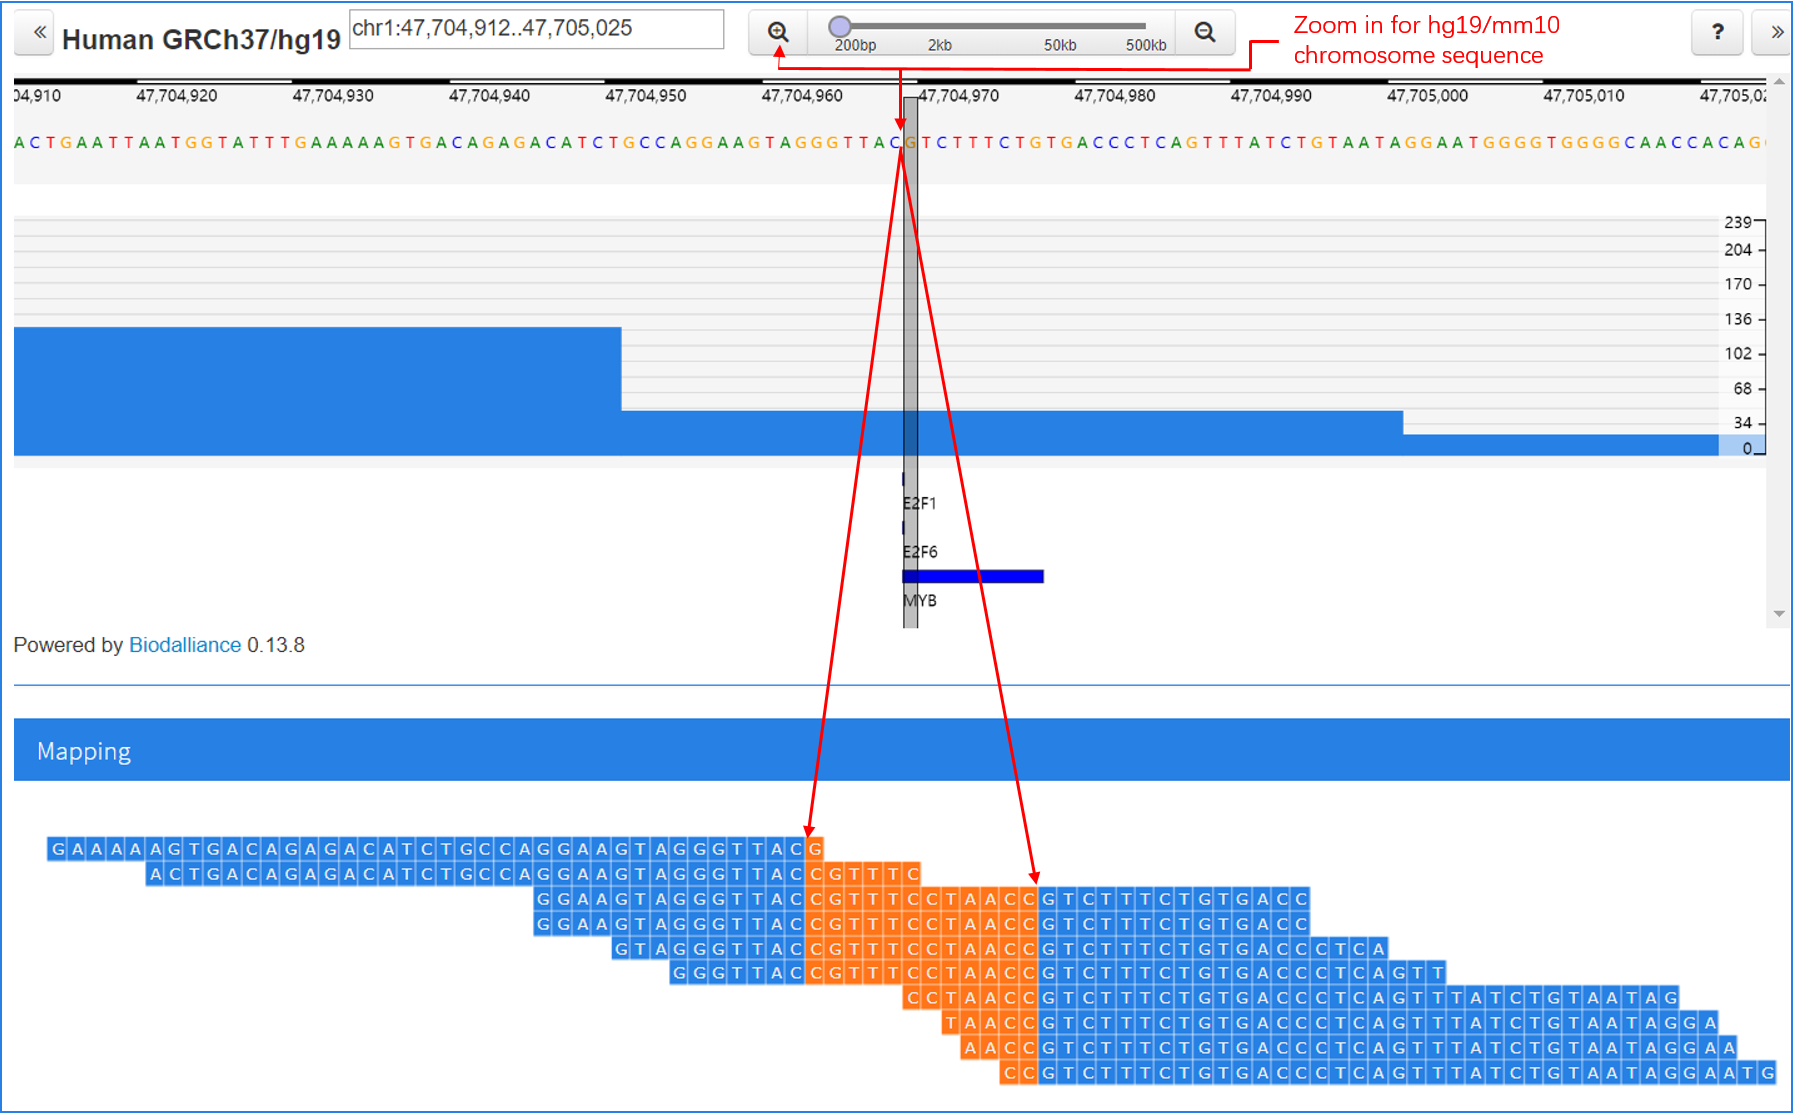 «
Human GRCh37/hg19
chr1:47,704,912..47,705,025
200bp
2kb
50kb
500kb
Zoom in for hg19/mm10
chromosome sequence
?
»
04,910 47,704,920 47,704,930 47,704,940 47,704,950 47,704,960 47,704,970 47,704,980 47,704,990 47,705,000 47,705,010 47,705,02
ACTGAATTAATGGTATTTGAAAAAGTGACAGAGACATCTGCCAGGAAGTAGGGTTACGTCTTTCTGTGACCCTCAGTTTATCTGTAATAGGAATGGGGTGGGGCAACCACAG
239
204
170
136
102
68
34
0
E2F1
E2F6
MYB
Powered by Biodalliance 0.13.8
Mapping
GAAAAAGTGACAGAGACATCTGCCAGGAAGTAGGGTTACG
ACTGACAGAGACATCTGCCAGGAAGTAGGGTTACCGTTTC
GGAAGTAGGGTTACCGTTTCCTAACCGTCTTTCTGTGACC
GGAAGTAGGGTTACCGTTTCCTAACCGTCTTTCTGTGACC
GTAGGGTTACCGTTTCCTAACCGTCTTTCTGTGACCCTCA
GGGTTACCGTTTCCTAACCGTCTTTCTGTGACCCTCAGTT
CCTAACCGTCTTTCTGTGACCCTCAGTTTATCTGTAATAG
TAACCGTCTTTCTGTGACCCTCAGTTTATCTGTAATAGGA
AACCGTCTTTCTGTGACCCTCAGTTTATCTGTAATAGGAA
CCGTCTTTCTGTGACCCTCAGTTTATCTGTAATAGGAATG